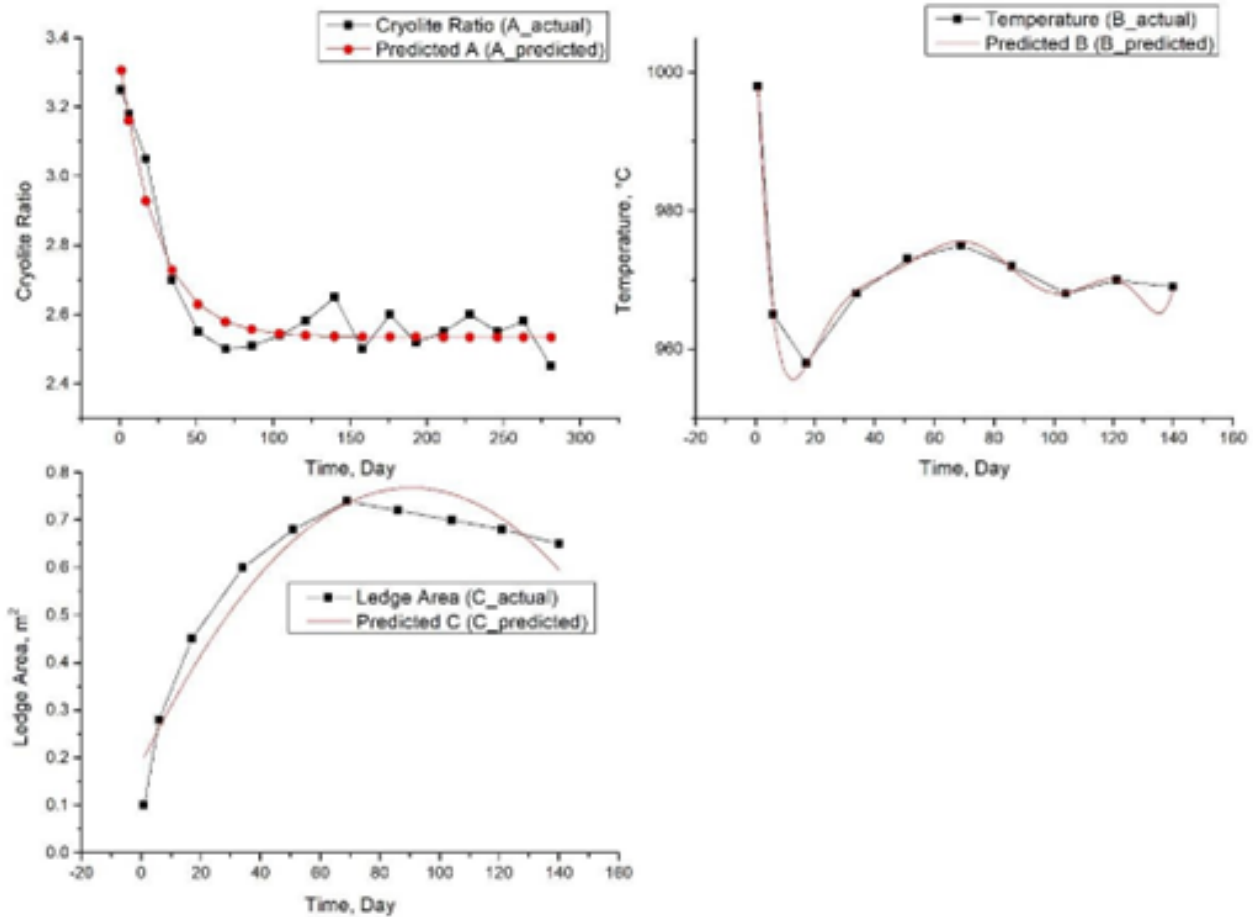 Cryolite Ratio (A_actual)
Predicted A (A_predicted)
3.4
3.2
3.0
2.8
2.6
2.4
Cryolite Ratio
0 50 100 150 200 250 300
Time, Day
Temperature (B_actual)
Predicted B (B_predicted)
1000
980
960
Temperature, °C
-20 0 20 40 60 80 100 120 140 160
Time, Day
0.8
0.7
0.6
0.5
0.4
0.3
0.2
0.1
0.0
Ledge Area, m²
Ledge Area (C_actual)
Predicted C (C_predicted)
-20 0 20 40 60 80 100 120 140 160
Time, Day